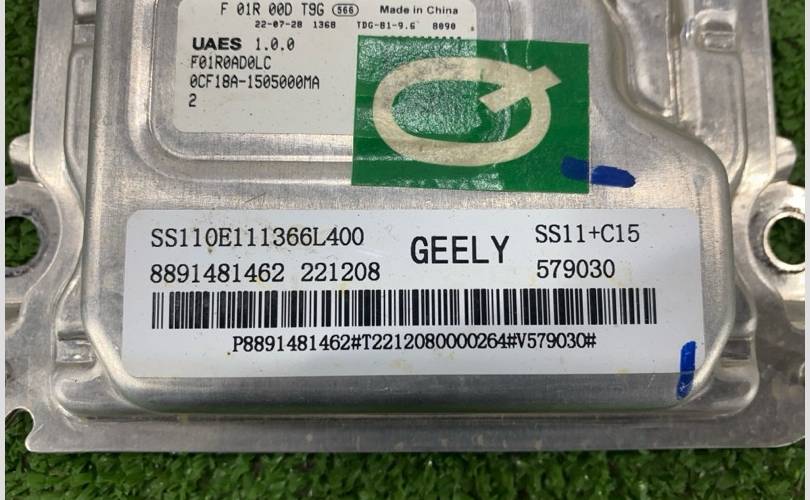 F 01R 00D T9G 566 Made in China
22-07-28 1368 TDG-B1-9.6 8090
UAES 1.0.0
F01R0AD0LC
0CF18A-1505000MA
2
SS110E111366L400 GEELY SS11+C15
8891481462 221208 579030
P8891481462#T2212080000264#V579030#